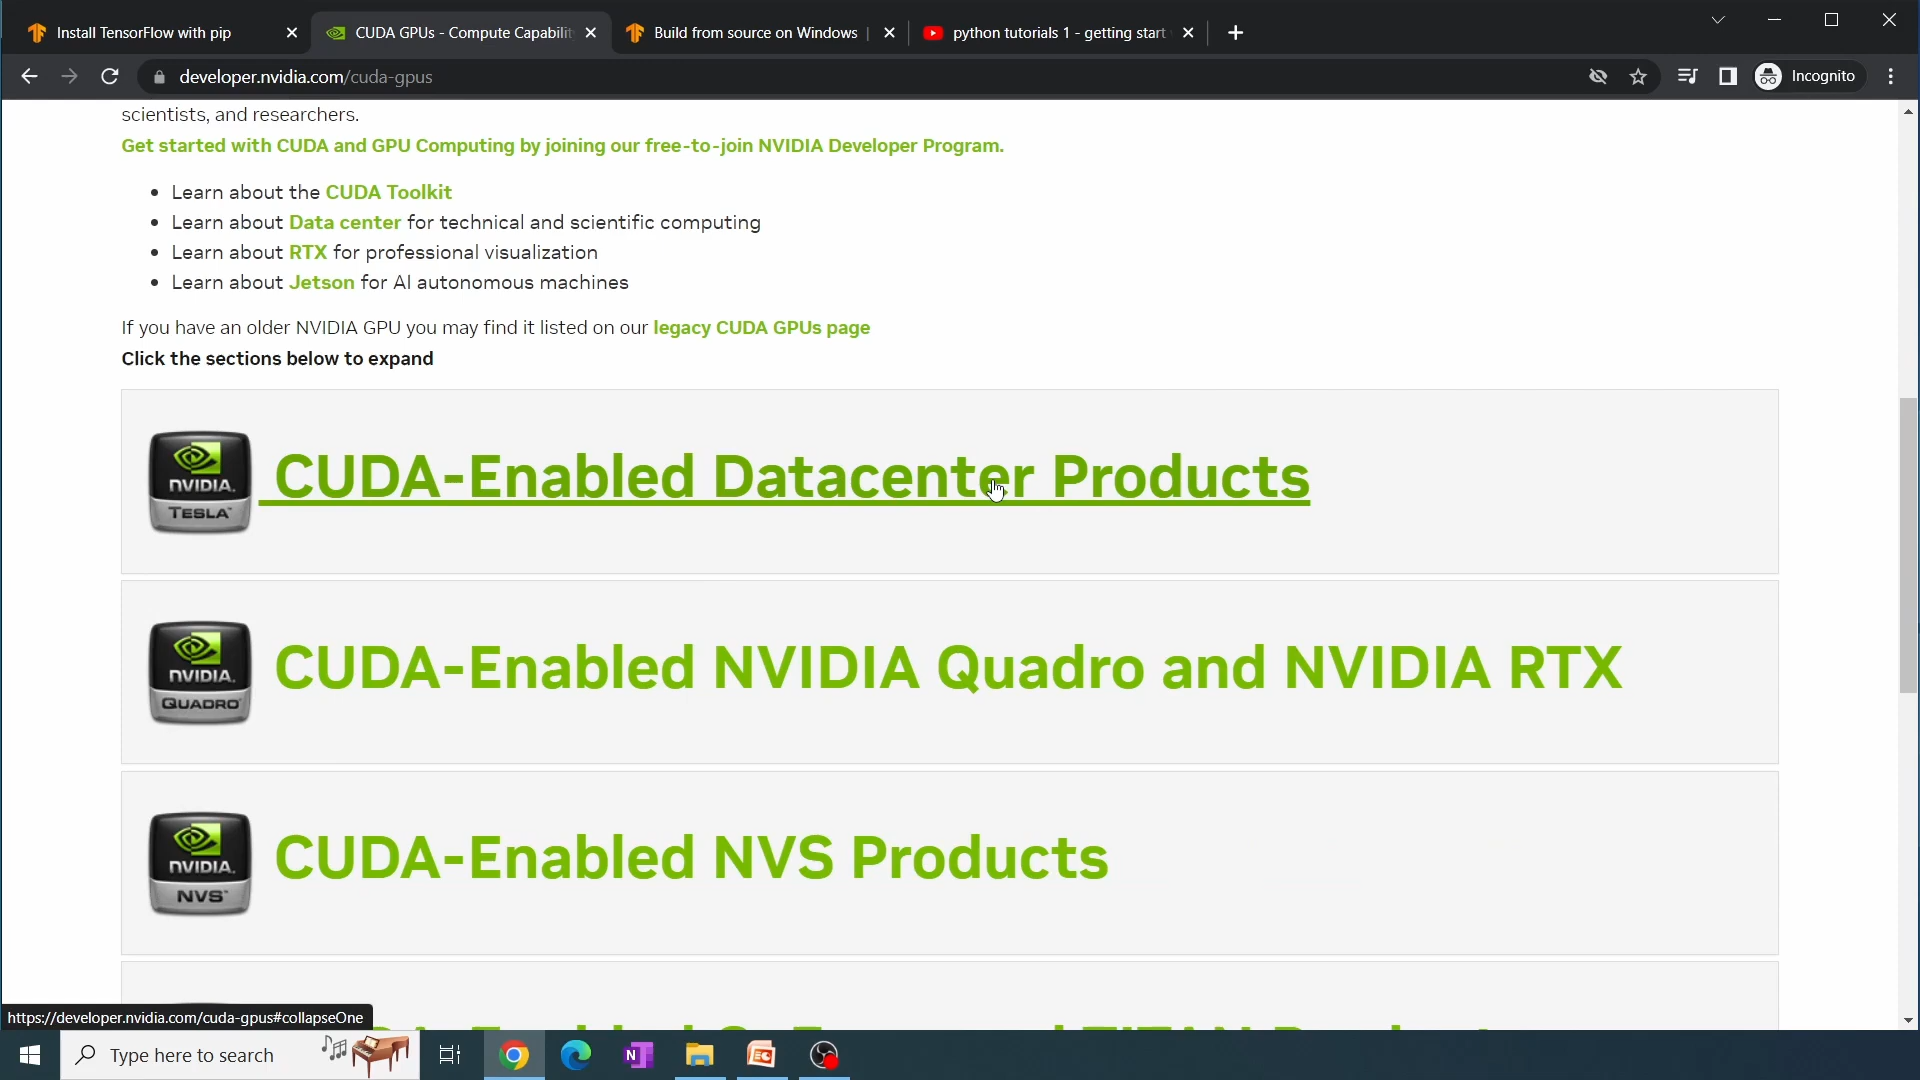 Install TensorFlow with pip
CUDA GPUs - Compute Capabilit
Build from source on Windows
python tutorials 1 - getting start
developer.nvidia.com/cuda-gpus
Incognito
scientists, and researchers.
Get started with CUDA and GPU Computing by joining our free-to-join NVIDIA Developer Program.
• Learn about the CUDA Toolkit
• Learn about Data center for technical and scientific computing
• Learn about RTX for professional visualization
• Learn about Jetson for AI autonomous machines
If you have an older NVIDIA GPU you may find it listed on our legacy CUDA GPUs page
Click the sections below to expand
NVIDIA.
TESLA™
CUDA-Enabled Datacenter Products
NVIDIA.
QUADRO
CUDA-Enabled NVIDIA Quadro and NVIDIA RTX
NVIDIA.
NVS™
CUDA-Enabled NVS Products
https://developer.nvidia.com/cuda-gpus#collapseOne
Type here to search